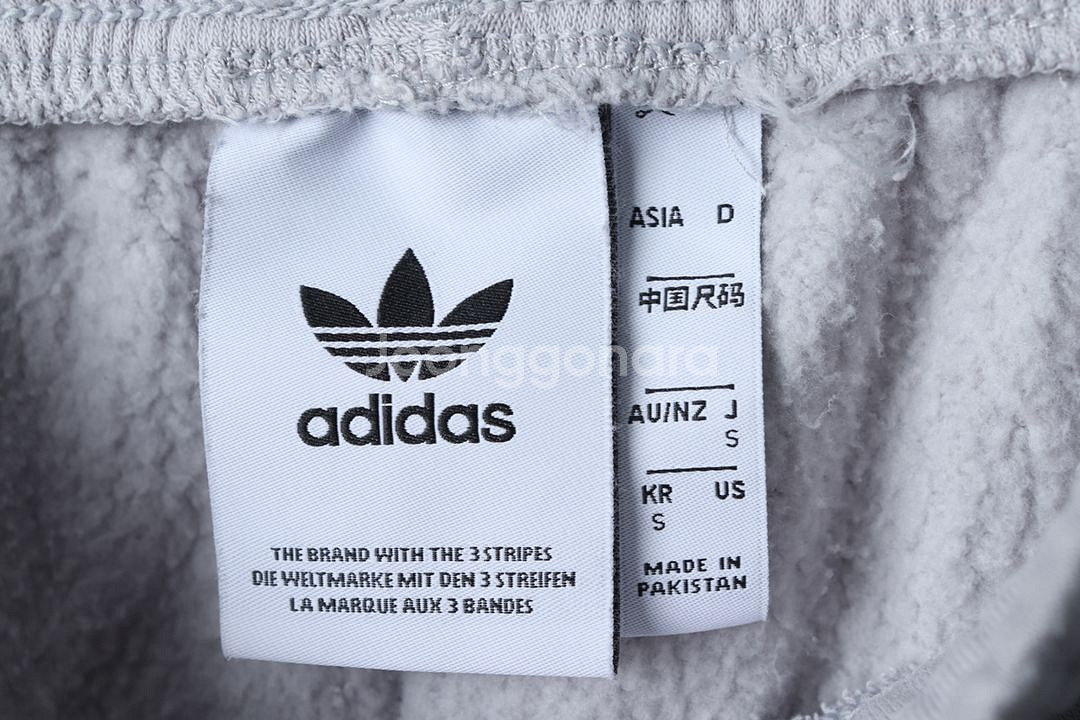 adidas
THE BRAND WITH THE 3 STRIPES
DIE WELTMARKE MIT DEN 3 STREIFEN
LA MARQUE AUX 3 BANDES
ASIA D
中国尺码
AU/NZ J
S
KR US
S
MADE IN
PAKISTAN
Joonggonara